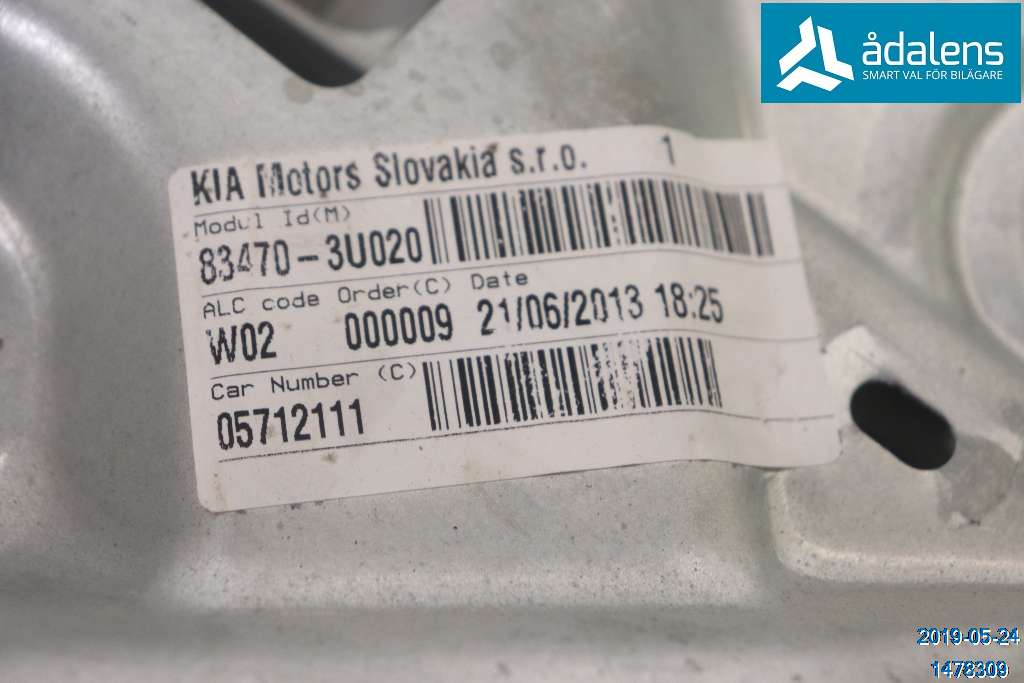 ådalens
SMART VAL FÖR BILÄGARE
KIA Motors Slovakia s.r.o. 1
Modul Id(M)
83470-3U020
ALC code Order(C) Date
W02 000009 21/06/2013 18:25
Car Number (C)
05712111
2019-05-24
1478309